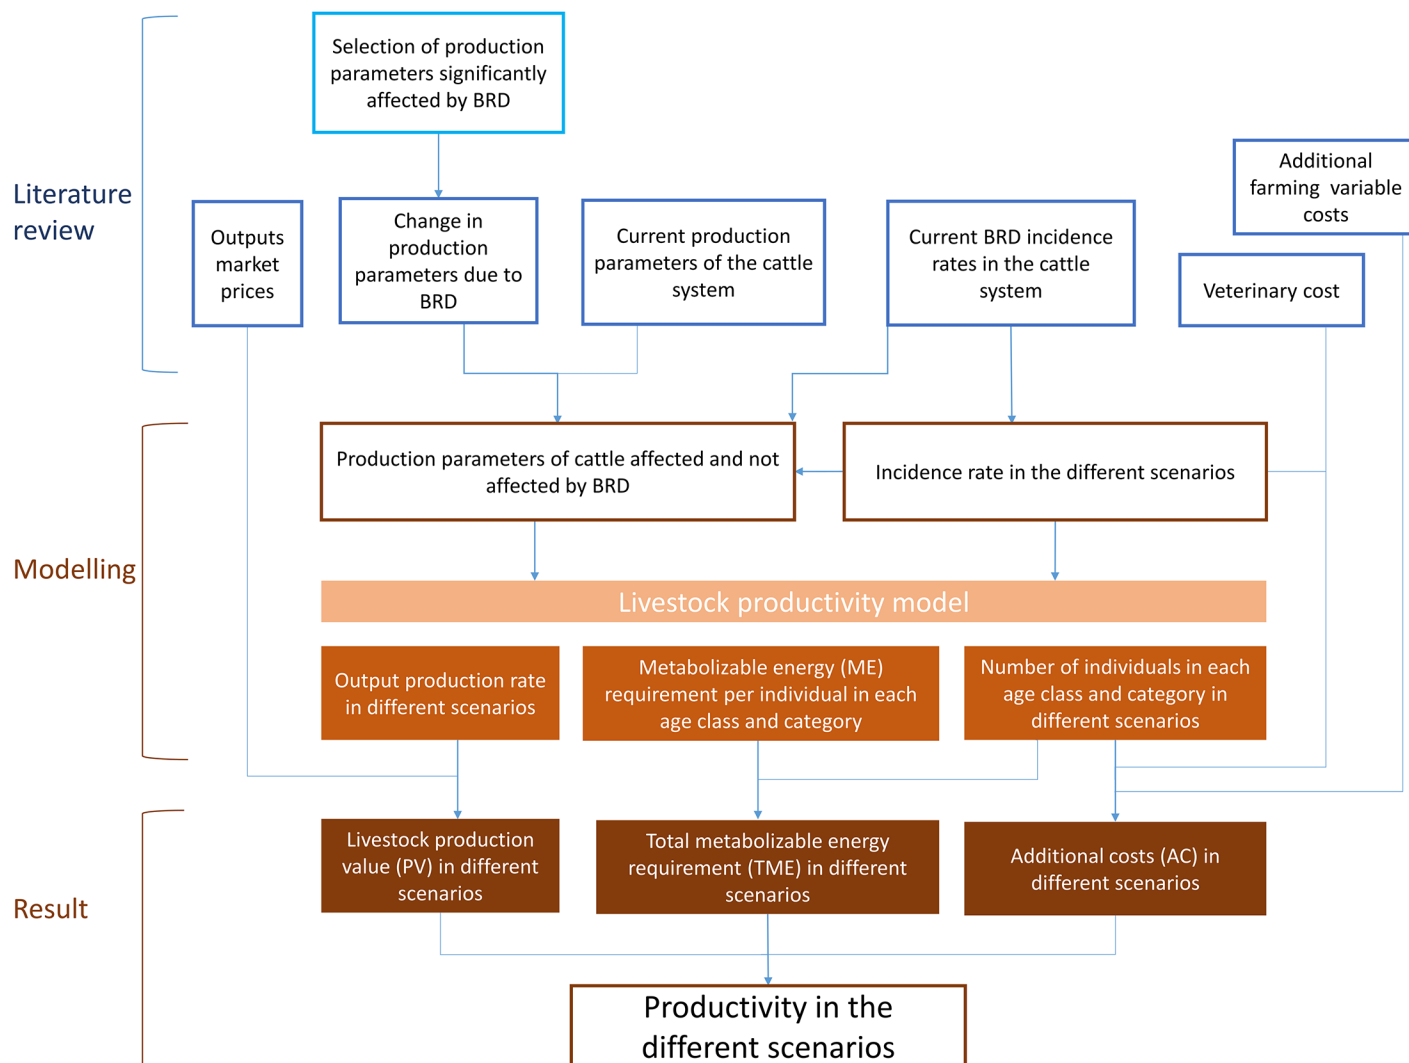 Selection of production
parameters significantly
affected by BRD
Literature
review
Outputs
market
prices
Change in
production
parameters due to
BRD
Current production
parameters of the cattle
system
Current BRD incidence
rates in the cattle
system
Additional
farming variable
costs
Veterinary cost
Modelling
Production parameters of cattle affected and not
affected by BRD
Incidence rate in the different scenarios
Livestock productivity model
Output production rate
in different scenarios
Metabolizable energy (ME)
requirement per individual in each
age class and category
Number of individuals in each
age class and category in
different scenarios
Result
Livestock production
value (PV) in different
scenarios
Total metabolizable energy
requirement (TME) in different
scenarios
Additional costs (AC) in
different scenarios
Productivity in the
different scenarios